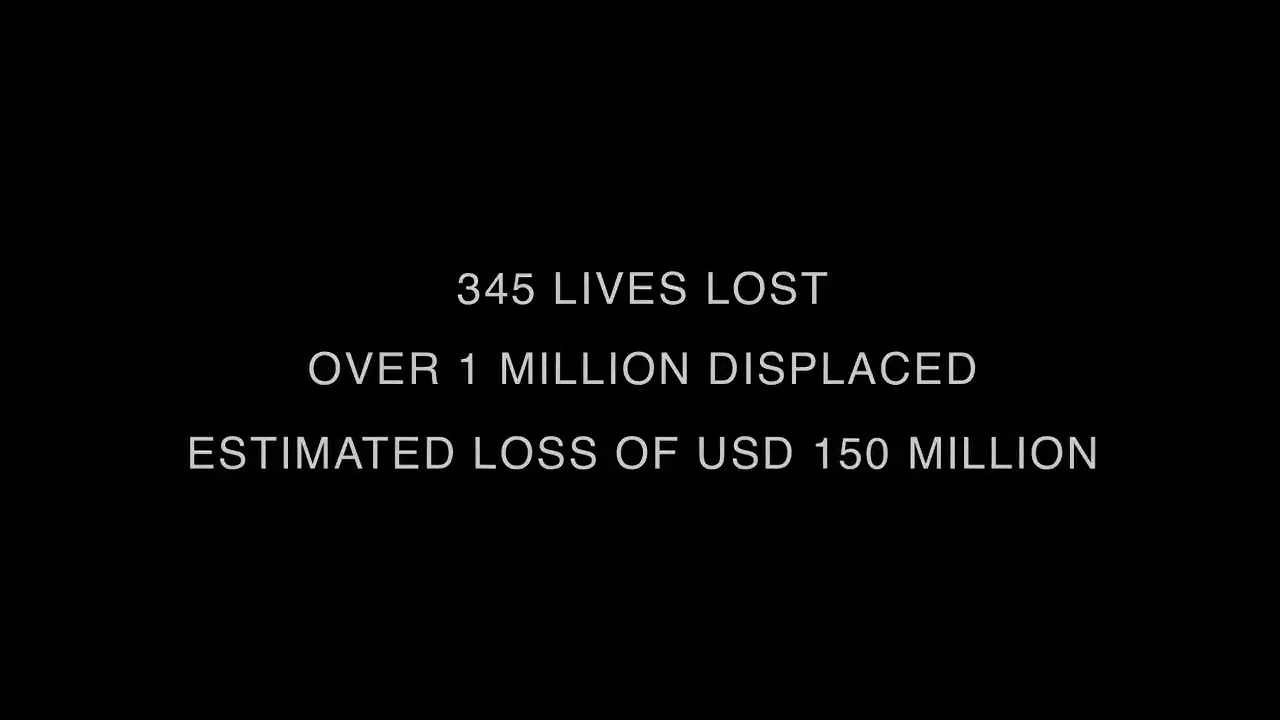 345 LIVES LOST
OVER 1 MILLION DISPLACED
ESTIMATED LOSS OF USD 150 MILLION